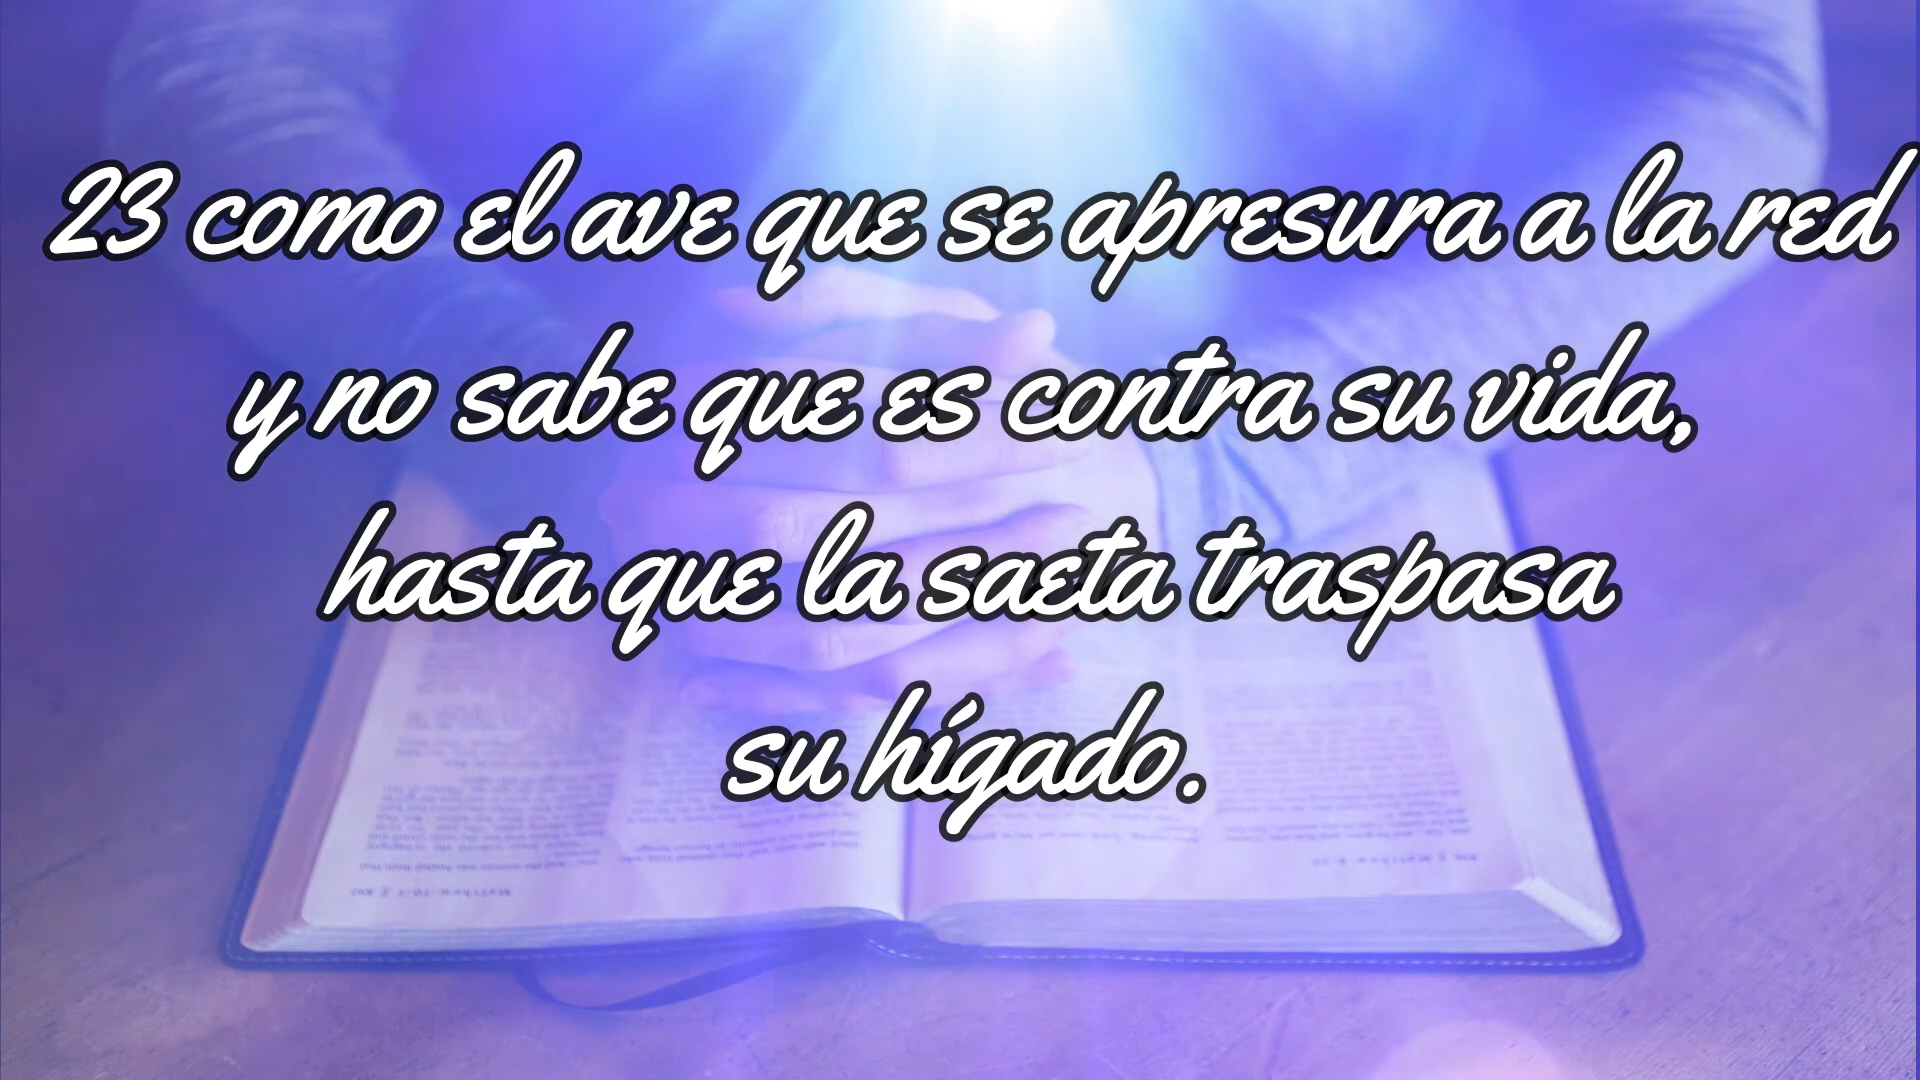 23 como el ave que se apresura a la red
y no sabe que es contra su vida,
hasta que la saeta traspasa
su hígado.